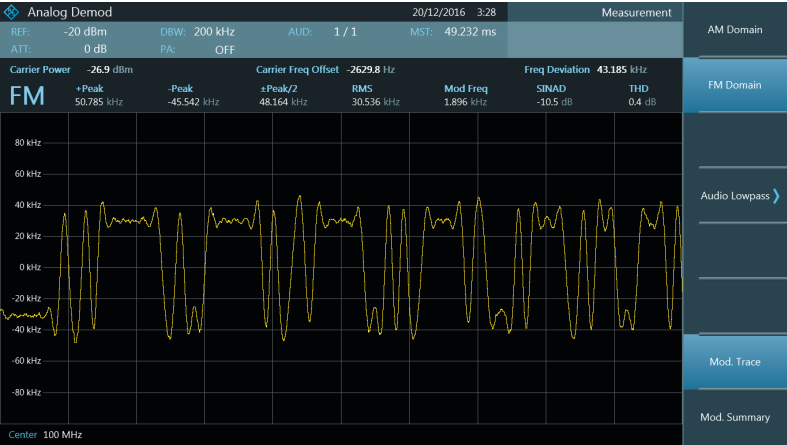 Analog Demod 20/12/2016 3:28 Measurement
REF: -20 dBm DBW: 200 kHz AUD: 1 / 1 MST: 49.232 ms
ATT: 0 dB PA: OFF
Carrier Power -26.9 dBm Carrier Freq Offset -2629.8 Hz Freq Deviation 43.185 kHz
FM +Peak -Peak ±Peak/2 RMS Mod Freq SINAD THD
50.785 kHz -45.542 kHz 48.164 kHz 30.536 kHz 1.896 kHz -10.5 dB 0.4 dB
80 kHz
60 kHz
40 kHz
20 kHz
0 kHz
-20 kHz
-40 kHz
-60 kHz
-80 kHz
Center 100 MHz
AM Domain
FM Domain
Audio Lowpass ❯
Mod. Trace
Mod. Summary